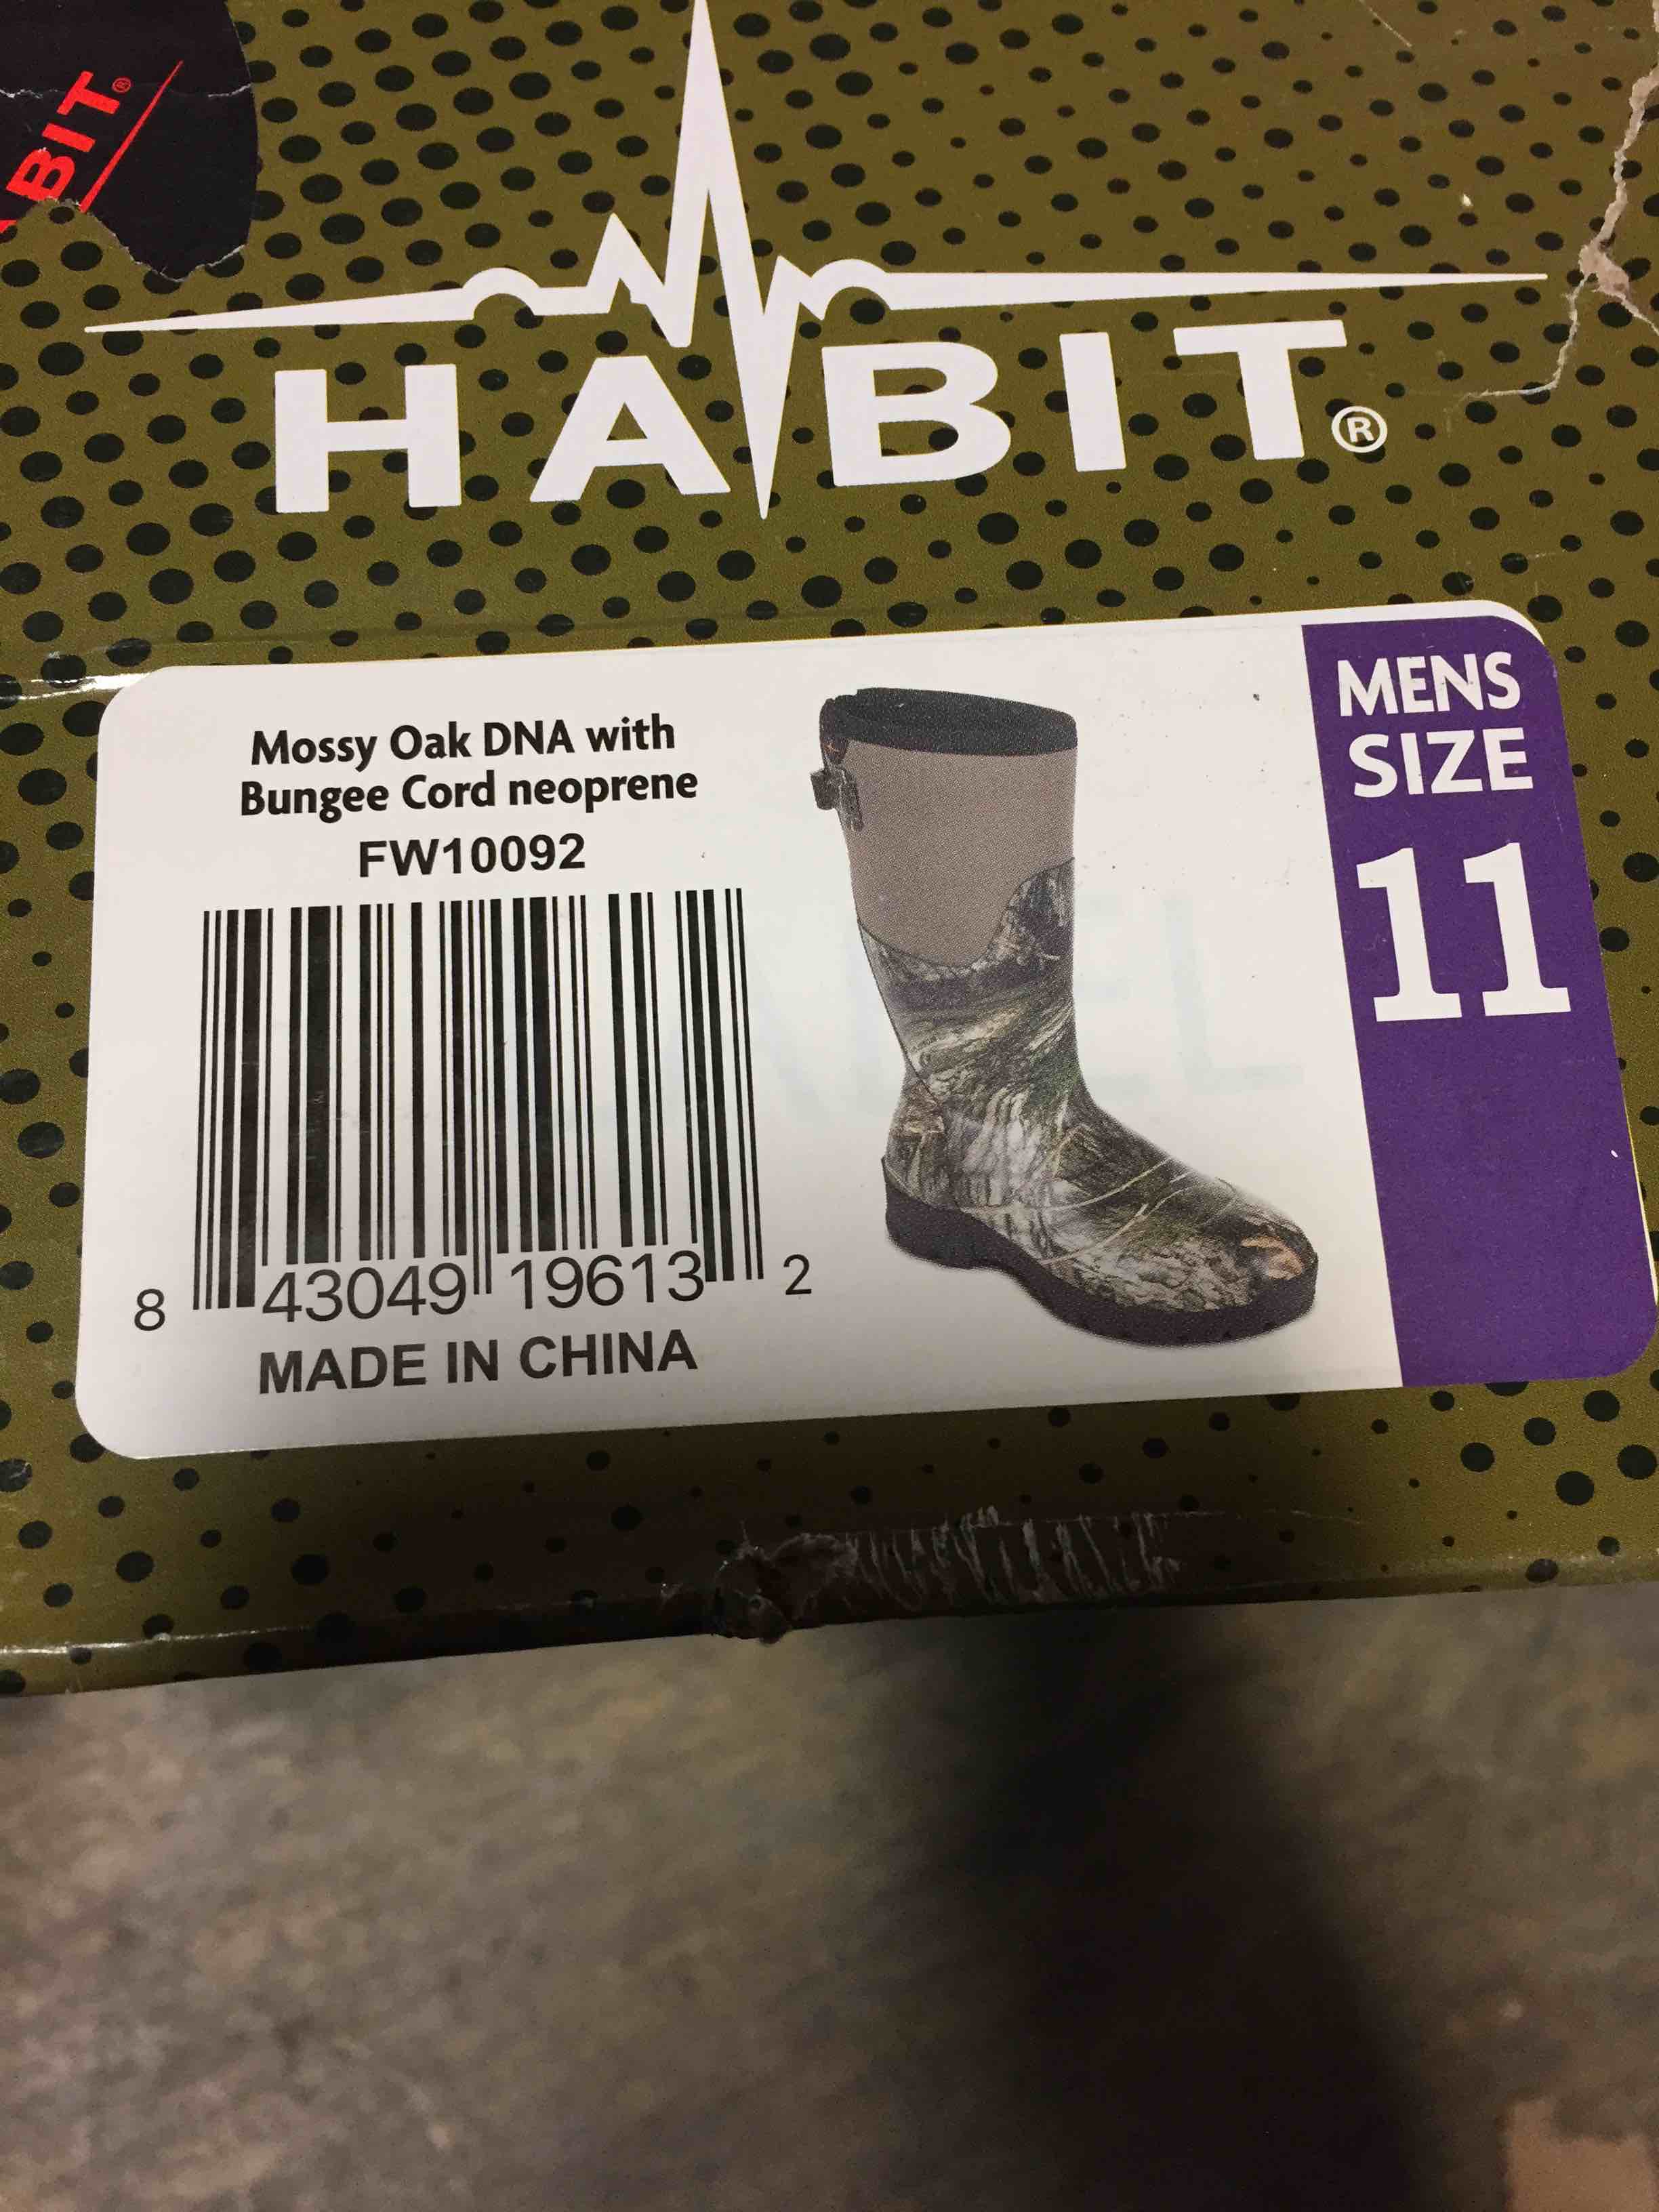 ABIT®
HABIT®
Mossy Oak DNA with
Bungee Cord neoprene
FW10092
8 43049 19613 2
MADE IN CHINA
MENS
SIZE
11